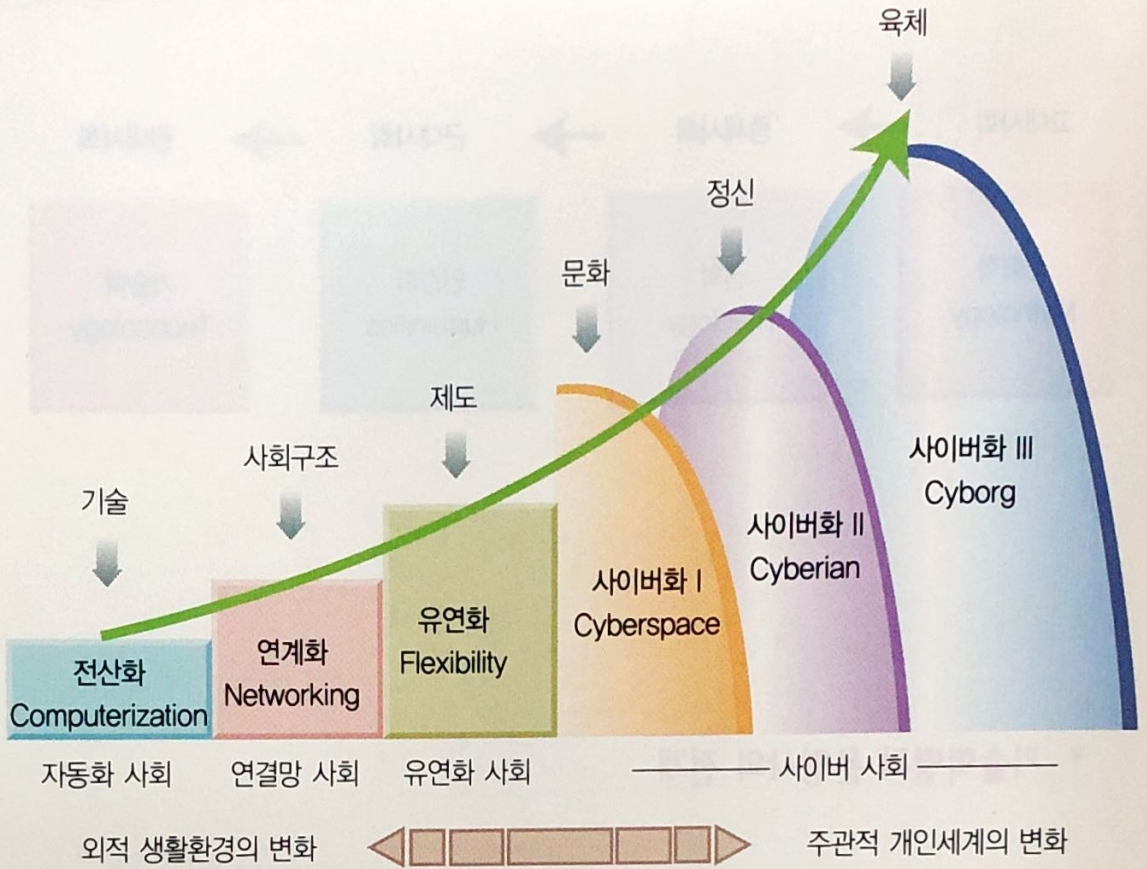 육체
정신
문화
제도
사회구조
기술
사이버화 III
Cyborg
사이버화 II
Cyberian
사이버화 I
Cyberspace
유연화
Flexibility
연계화
Networking
전산화
Computerization
자동화 사회
연결망 사회
유연화 사회
사이버 사회
외적 생활환경의 변화
주관적 개인세계의 변화